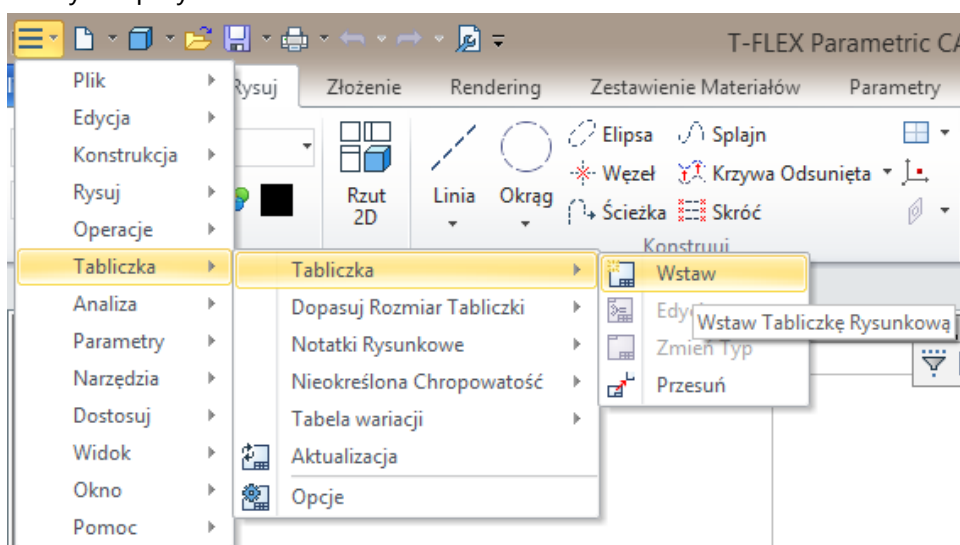 T-FLEX Parametric CA
Plik
Rysuj
Złożenie
Rendering
Zestawienie Materiałów
Parametry
Edycja
Konstrukcja
Rysuj
Operacje
Tabliczka
Analiza
Parametry
Narzędzia
Dostosuj
Widok
Okno
Pomoc
Rzut
2D
Linia
Okrąg
Elipsa
Splajn
Węzeł
Krzywa Odsunięta
Ścieżka
Skróć
Konstruuj
Tabliczka
Dopasuj Rozmiar Tabliczki
Notatki Rysunkowe
Nieokreślona Chropowatość
Tabela wariacji
Aktualizacja
Opcje
Wstaw
Wstaw Tabliczkę Rysunkową
Zmień Typ
Przesuń